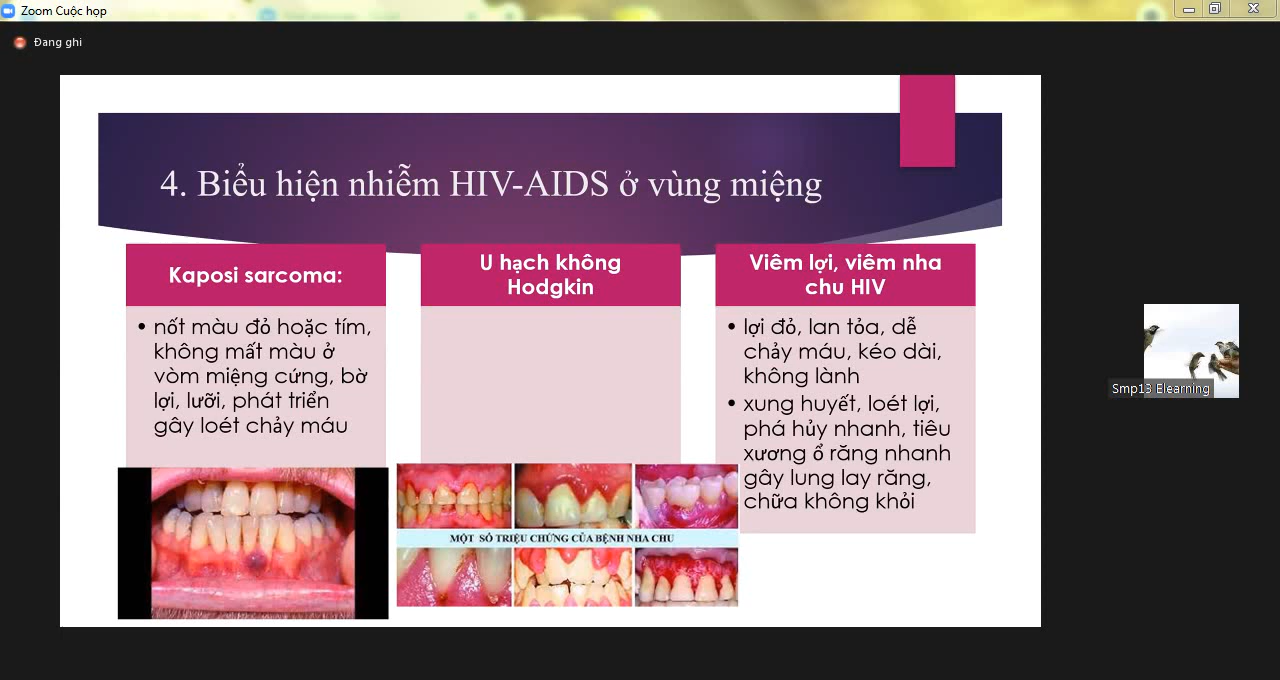 Zoom Cuộc họp
Đang ghi
4. Biểu hiện nhiễm HIV-AIDS ở vùng miệng
Kaposi sarcoma:
• nốt màu đỏ hoặc tím,
không mất màu ở
vòm miệng cứng, bờ
lợi, lưỡi, phát triển
gây loét chảy máu
U hạch không
Hodgkin
Viêm lợi, viêm nha
chu HIV
• lợi đỏ, lan tỏa, dễ
chảy máu, kéo dài,
không lành
• xung huyết, loét lợi,
phá hủy nhanh, tiêu
xương ổ răng nhanh
gây lung lay răng,
chữa không khỏi
MỘT SỐ TRIỆU CHỨNG CỦA BỆNH NHA CHU
Smp13 Elearning